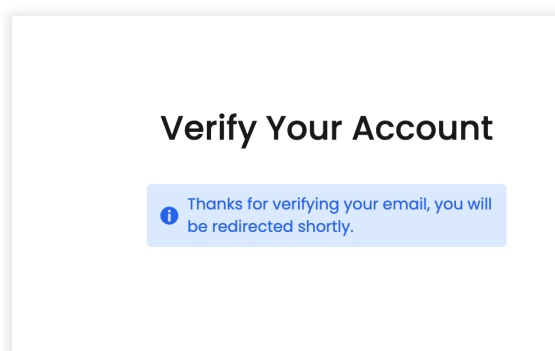 Verify Your Account
Thanks for verifying your email, you will
be redirected shortly.